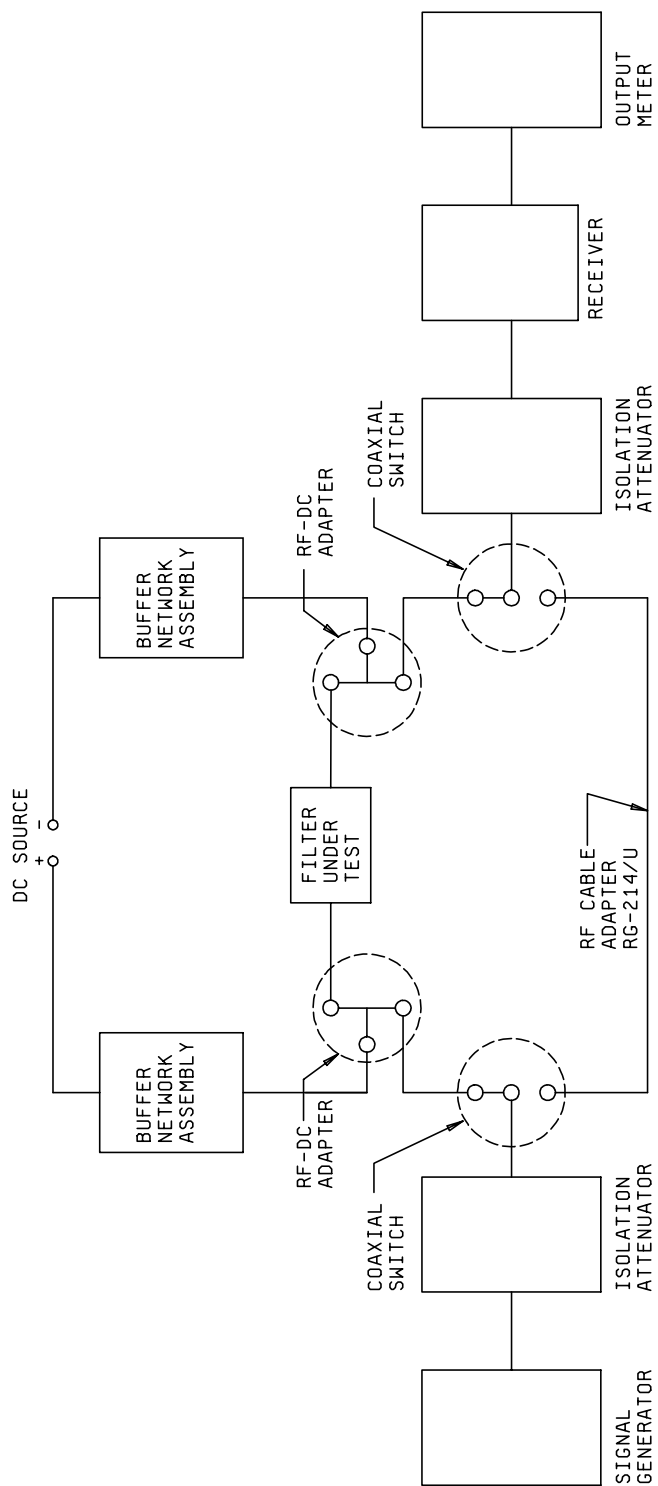 DC SOURCE
+ -
BUFFER
NETWORK
ASSEMBLY
BUFFER
NETWORK
ASSEMBLY
RF-DC
ADAPTER
FILTER
UNDER
TEST
RF-DC
ADAPTER
COAXIAL
SWITCH
COAXIAL
SWITCH
RF CABLE
ADAPTER
RG-214/U
SIGNAL
GENERATOR
ISOLATION
ATTENUATOR
ISOLATION
ATTENUATOR
RECEIVER
OUTPUT
METER